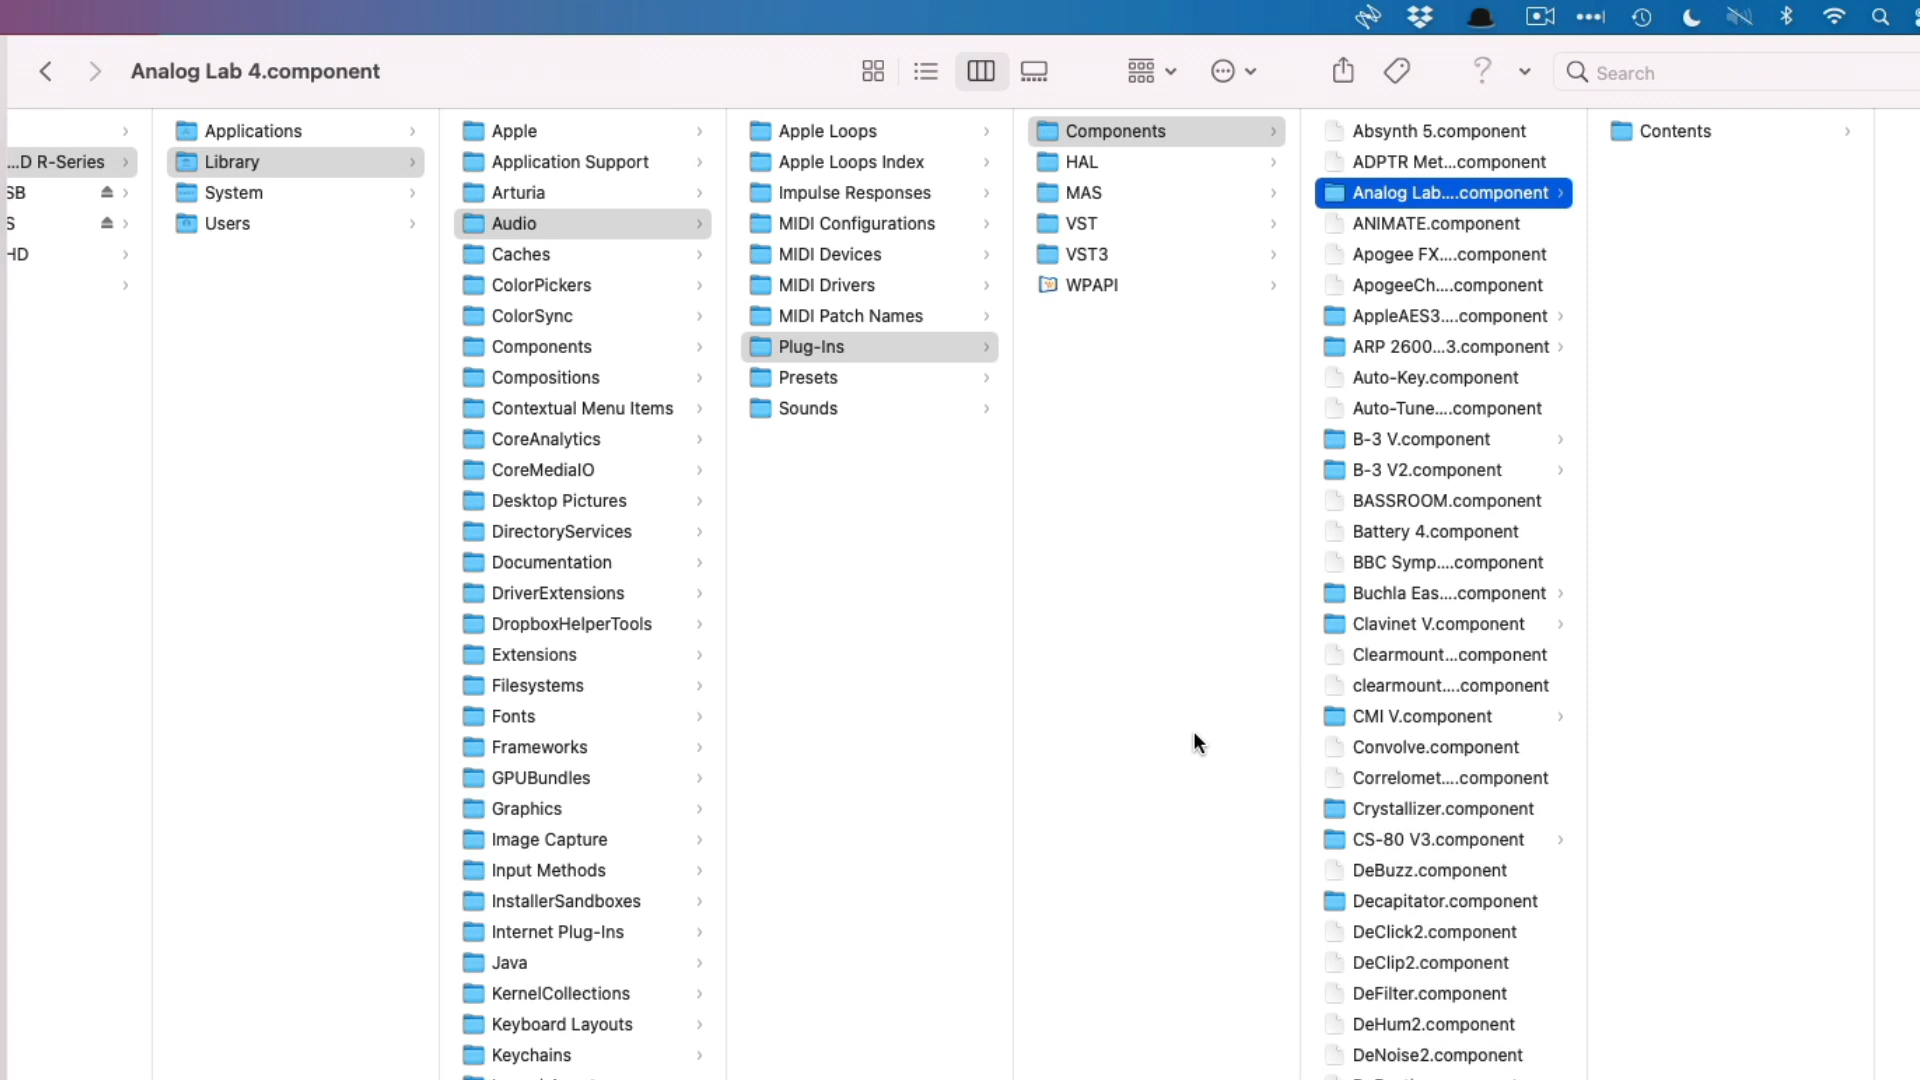 Analog Lab 4.component
Search
...D R-Series
SB
S
HD
Applications
Library
System
Users
Apple
Application Support
Arturia
Audio
Caches
ColorPickers
ColorSync
Components
Compositions
Contextual Menu Items
CoreAnalytics
CoreMediaIO
Desktop Pictures
DirectoryServices
Documentation
DriverExtensions
DropboxHelperTools
Extensions
Filesystems
Fonts
Frameworks
GPUBundles
Graphics
Image Capture
Input Methods
InstallerSandboxes
Internet Plug-Ins
Java
KernelCollections
Keyboard Layouts
Keychains
Apple Loops
Apple Loops Index
Impulse Responses
MIDI Configurations
MIDI Devices
MIDI Drivers
MIDI Patch Names
Plug-Ins
Presets
Sounds
Components
HAL
MAS
VST
VST3
WPAPI
Absynth 5.component
ADPTR Met...component
Analog Lab....component
ANIMATE.component
Apogee FX....component
ApogeeCh....component
AppleAES3....component
ARP 2600...3.component
Auto-Key.component
Auto-Tune....component
B-3 V.component
B-3 V2.component
BASSROOM.component
Battery 4.component
BBC Symp....component
Buchla Eas....component
Clavinet V.component
Clearmount...component
clearmount....component
CMI V.component
Convolve.component
Correlomet....component
Crystallizer.component
CS-80 V3.component
DeBuzz.component
Decapitator.component
DeClick2.component
DeClip2.component
DeFilter.component
DeHum2.component
DeNoise2.component
Contents